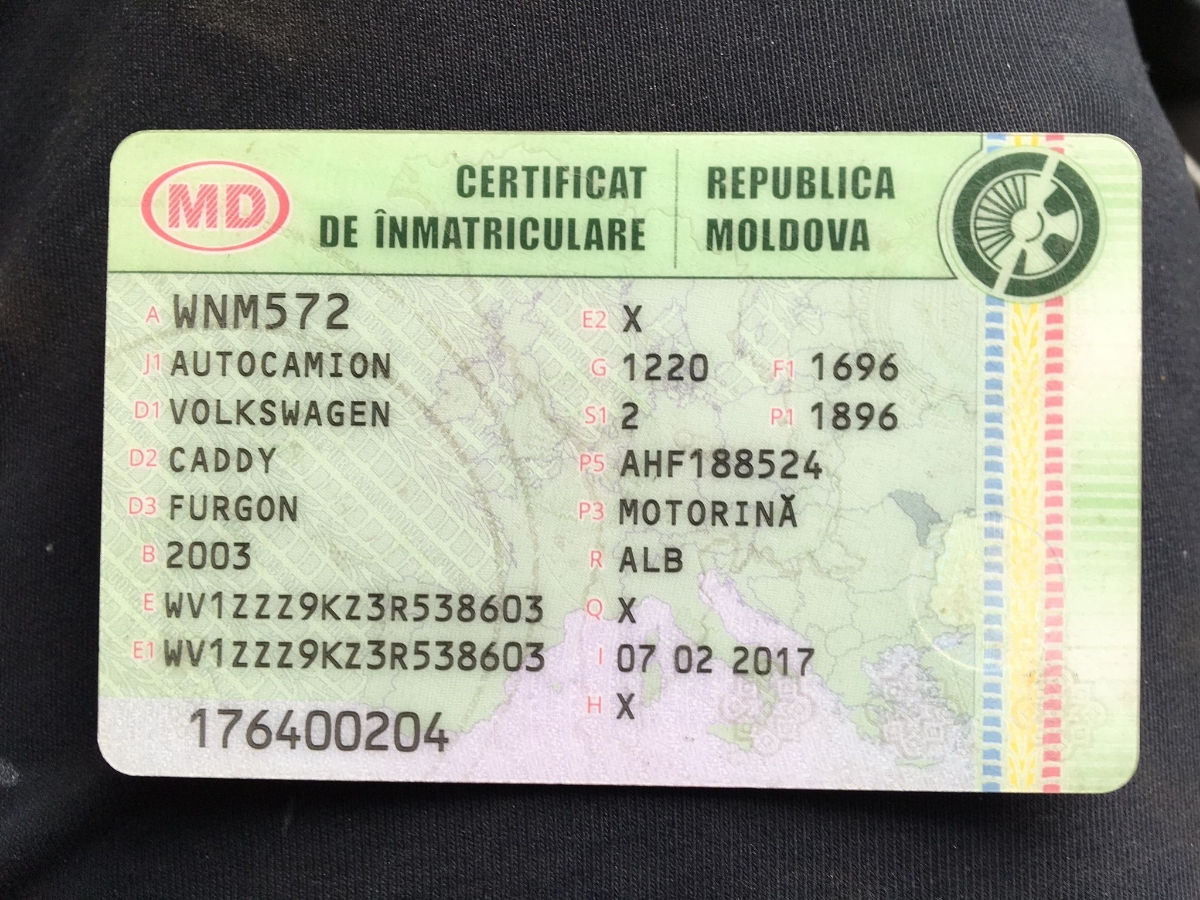 MD
CERTIFICAT
DE ÎNMATRICULARE
REPUBLICA
MOLDOVA
A WNM572
J1 AUTOCAMION
D1 VOLKSWAGEN
D2 CADDY
D3 FURGON
B 2003
E WV1ZZZ9KZ3R538603
E1 WV1ZZZ9KZ3R538603
176400204
E2 X
G 1220 F1 1696
S1 2 P1 1896
P5 AHF188524
P3 MOTORINĂ
R ALB
Q X
I 07 02 2017
H X